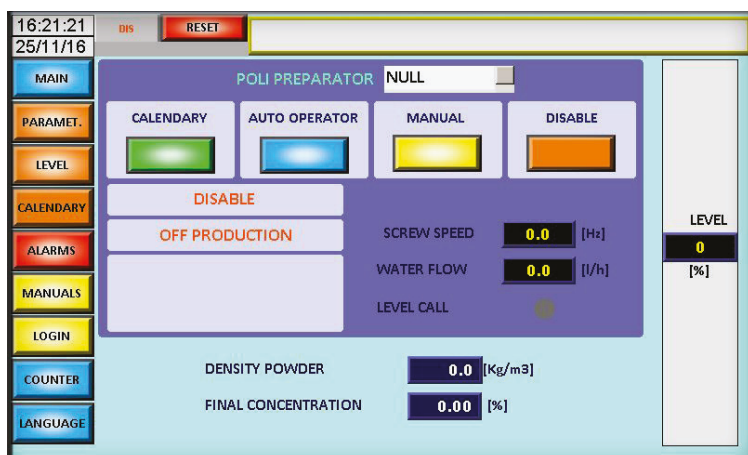 16:21:21
25/11/16
DIS
RESET
MAIN
PARAMET.
LEVEL
CALENDARY
ALARMS
MANUALS
LOGIN
COUNTER
LANGUAGE
POLI PREPARATOR NULL
CALENDARY AUTO OPERATOR MANUAL DISABLE
DISABLE
OFF PRODUCTION
SCREW SPEED 0.0 [Hz]
WATER FLOW 0.0 [l/h]
LEVEL CALL
DENSITY POWDER 0.0 [Kg/m3]
FINAL CONCENTRATION 0.00 [%]
LEVEL
0
[%]